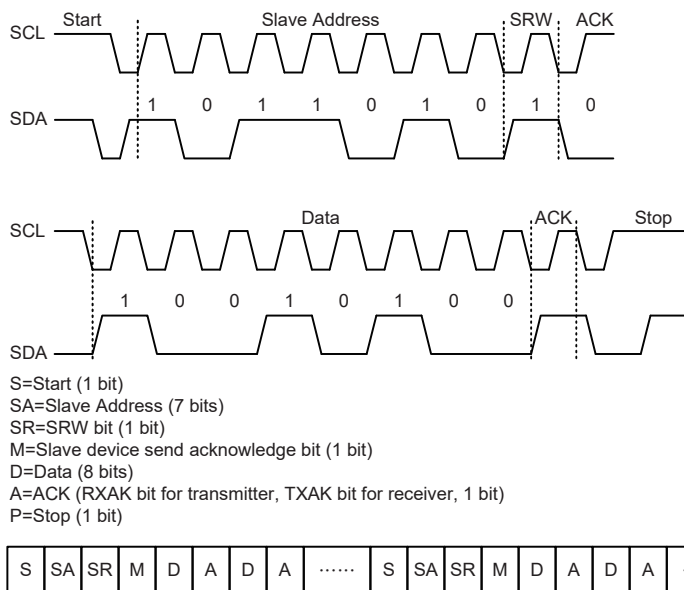 Start Slave Address SRW ACK
SCL
1 0 1 1 0 1 0 1 0
SDA
Data ACK Stop
SCL
1 0 0 1 0 1 0 0
SDA
S=Start (1 bit)
SA=Slave Address (7 bits)
SR=SRW bit (1 bit)
M=Slave device send acknowledge bit (1 bit)
D=Data (8 bits)
A=ACK (RXAK bit for transmitter, TXAK bit for receiver, 1 bit)
P=Stop (1 bit)
S SA SR M D A D A ...... S SA SR M D A D A